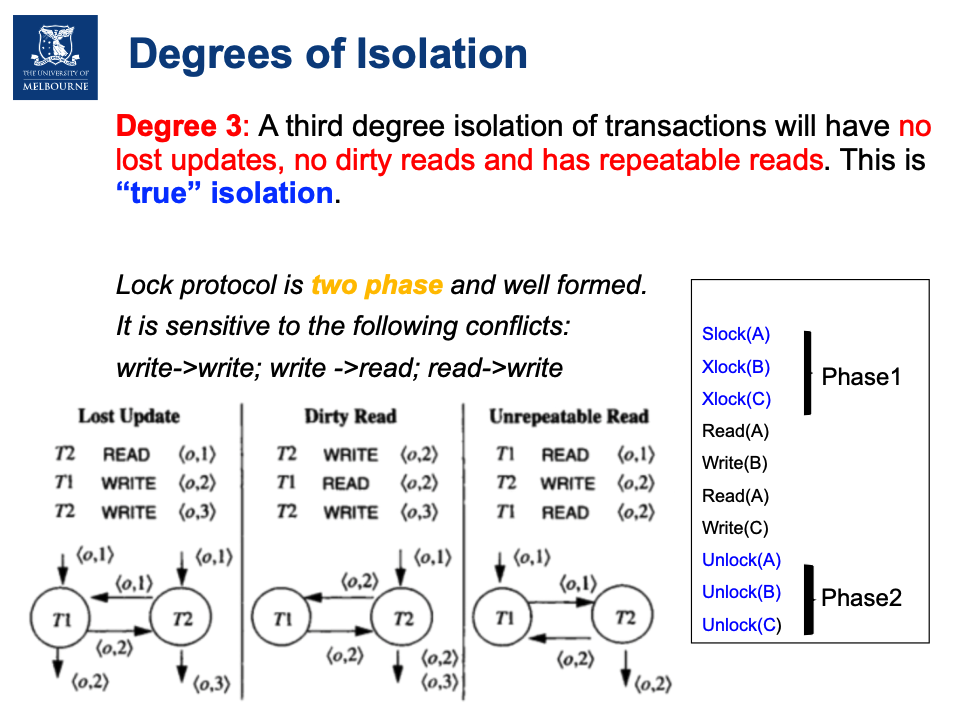 THE UNIVERSITY OF
MELBOURNE
Degrees of Isolation
Degree 3: A third degree isolation of transactions will have no
lost updates, no dirty reads and has repeatable reads. This is
“true” isolation.
Lock protocol is two phase and well formed.
It is sensitive to the following conflicts:
write->write; write ->read; read->write
Lost Update
T2 READ ⟨o,1⟩
T1 WRITE ⟨o,2⟩
T2 WRITE ⟨o,3⟩
⟨o,1⟩ ⟨o,1⟩
⟨o,1⟩
T1 T2
⟨o,2⟩
⟨o,2⟩ ⟨o,3⟩
Dirty Read
T2 WRITE ⟨o,2⟩
T1 READ ⟨o,2⟩
T2 WRITE ⟨o,3⟩
⟨o,1⟩
⟨o,2⟩
T1 T2
⟨o,2⟩ ⟨o,2⟩
⟨o,3⟩
Unrepeatable Read
T1 READ ⟨o,1⟩
T2 WRITE ⟨o,2⟩
T1 READ ⟨o,2⟩
⟨o,1⟩
⟨o,1⟩
T1 T2
⟨o,2⟩
⟨o,2⟩
Slock(A)
Xlock(B)
Xlock(C)
Phase1
Read(A)
Write(B)
Read(A)
Write(C)
Unlock(A)
Unlock(B)
Unlock(C)
Phase2